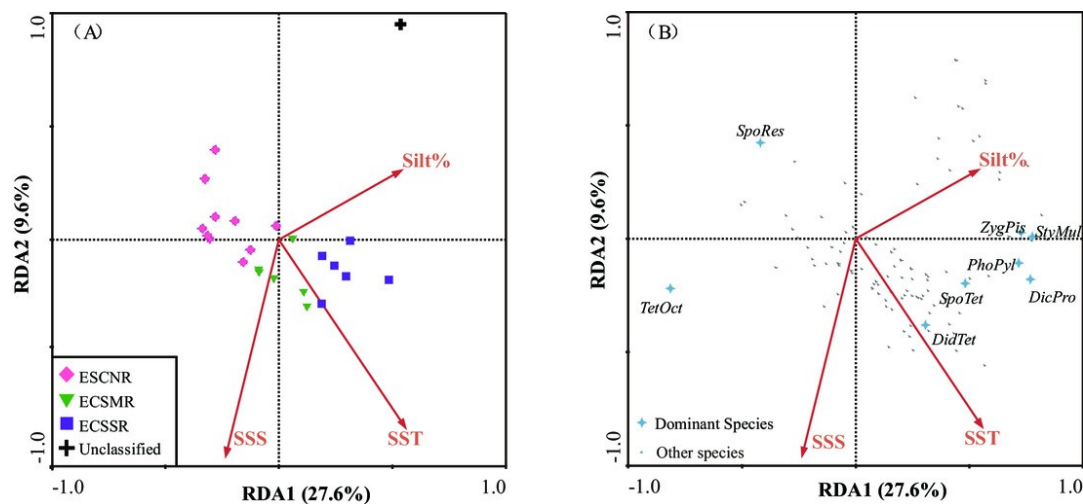 (A)
1.0
Silt%
RDA2 (9.6%)
ESCNR
ECSMR
ECSSR
Unclassified
SSS
SST
-1.0
-1.0
RDA1 (27.6%)
1.0
(B)
1.0
SpoRes
Silt%
RDA2 (9.6%)
ZygPis
StyMul
PhoPyl
SpoTet
DicPro
TetOct
DidTet
Dominant Species
Other species
SSS
SST
-1.0
-1.0
RDA1 (27.6%)
1.0